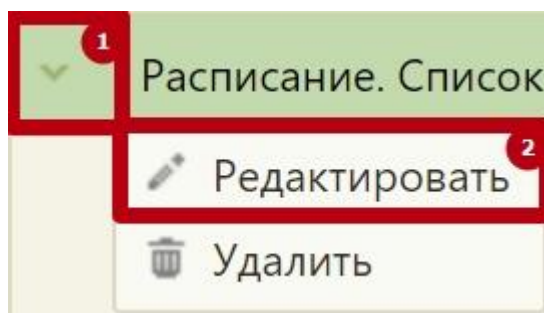 1
Расписание. Список
2
Редактировать
Удалить